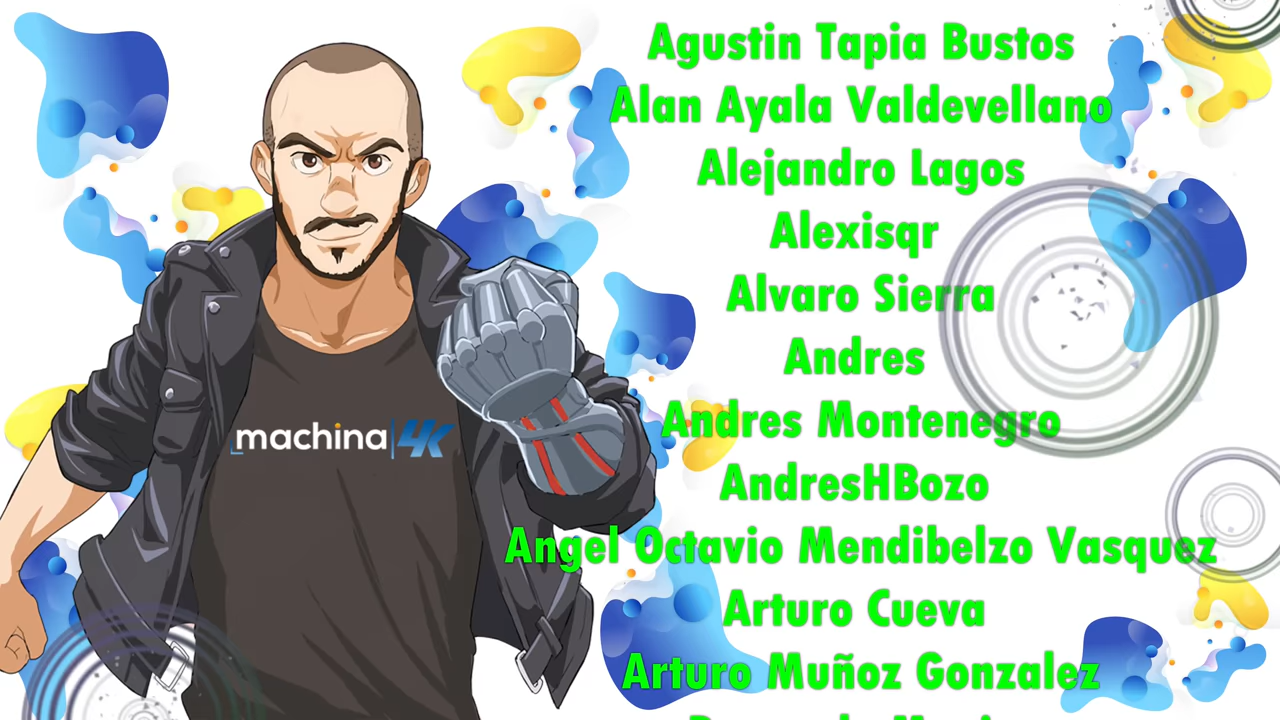 machina 4K
Agustin Tapia Bustos
Alan Ayala Valdevellano
Alejandro Lagos
Alexisqr
Alvaro Sierra
Andres
Andres Montenegro
AndresHBozo
Angel Octavio Mendibelzo Vasquez
Arturo Cueva
Arturo Muñoz Gonzalez